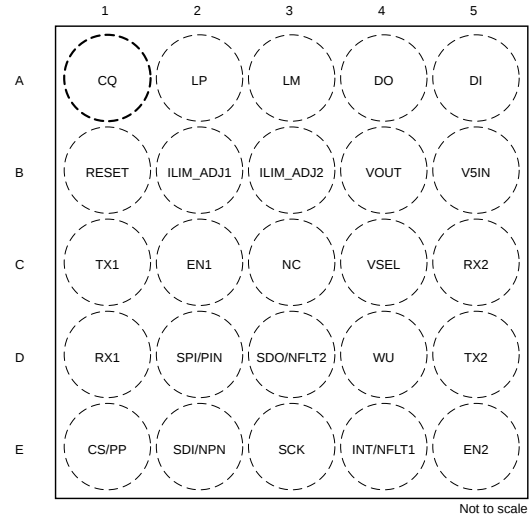 1 2 3 4 5
A CQ LP LM DO DI
B RESET ILIM_ADJ1 ILIM_ADJ2 VOUT V5IN
C TX1 EN1 NC VSEL RX2
D RX1 SPI/PIN SDO/NFLT2 WU TX2
E CS/PP SDI/NPN SCK INT/NFLT1 EN2
Not to scale